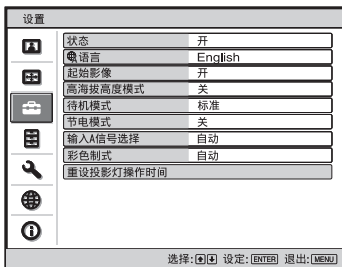 设置
状态 开
语言 English
起始影像 开
高海拔高度模式 关
待机模式 标准
节电模式 关
输入A信号选择 自动
彩色制式 自动
重设投影灯操作时间
选择: 设定:ENTER 退出:MENU